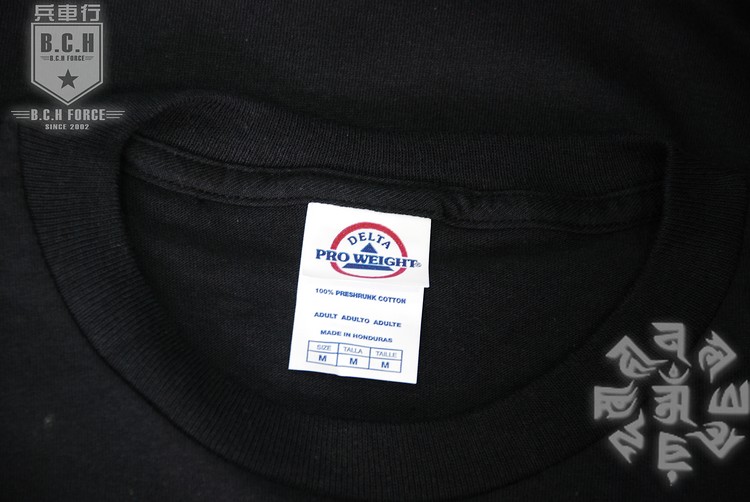 兵車行
B.C.H
B.C.H FORCE
B.C.H FORCE
SINCE 2002
DELTA
PRO WEIGHT®
100% PRESHRUNK COTTON
ADULT ADULTO ADULTE
MADE IN HONDURAS
SIZE TALLA TAILLE
M M M